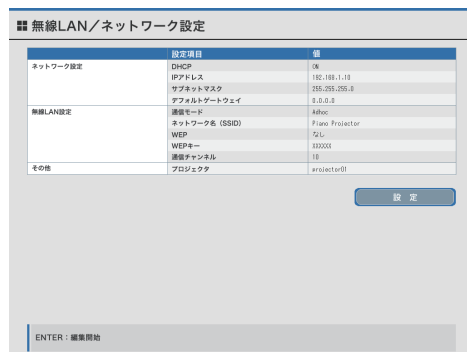 無線LAN／ネットワーク設定
設定項目 値
ネットワーク設定 DHCP ON
IPアドレス 192.168.1.10
サブネットマスク 255.255.255.0
デフォルトゲートウェイ 0.0.0.0
無線LAN設定 通信モード Adhoc
ネットワーク名（SSID） Piano Projector
WEP なし
WEPキー XXXXXX
通信チャンネル 10
その他 プロジェクタ projector01
設 定
ENTER：編集開始